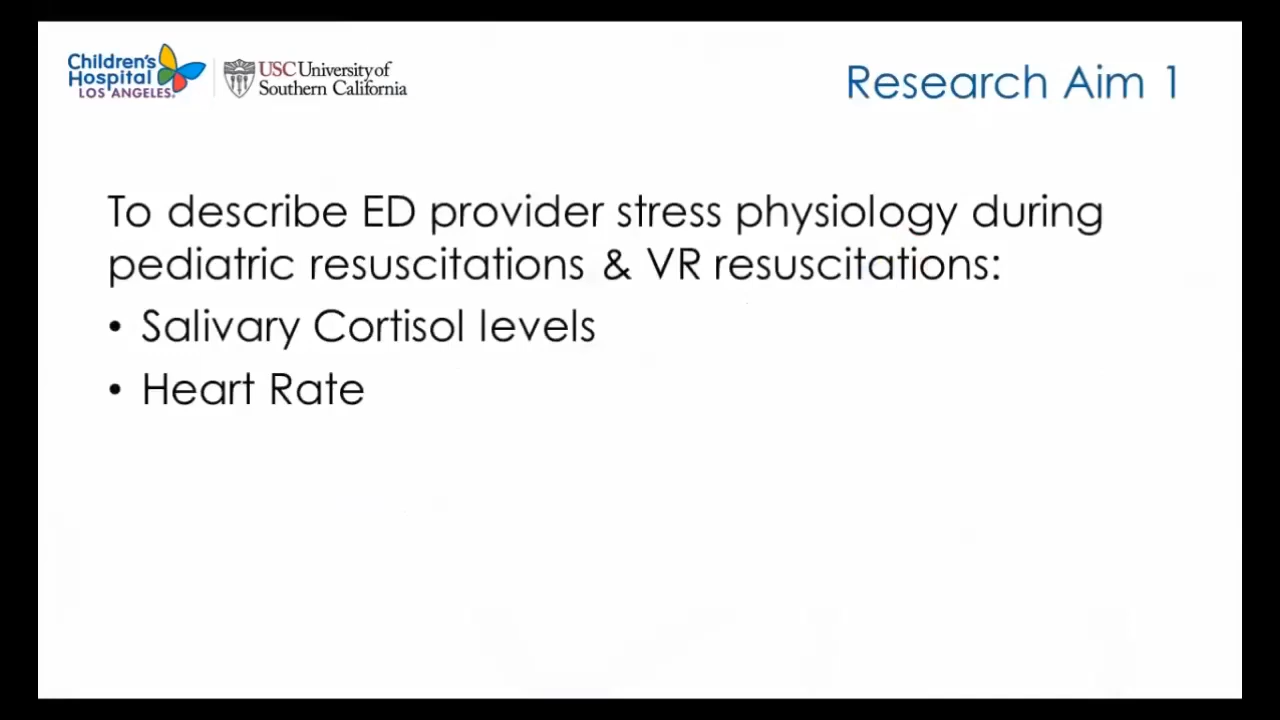 Children's
Hospital
LOS ANGELES
USC University of
Southern California
Research Aim 1
To describe ED provider stress physiology during
pediatric resuscitations & VR resuscitations:
• Salivary Cortisol levels
• Heart Rate